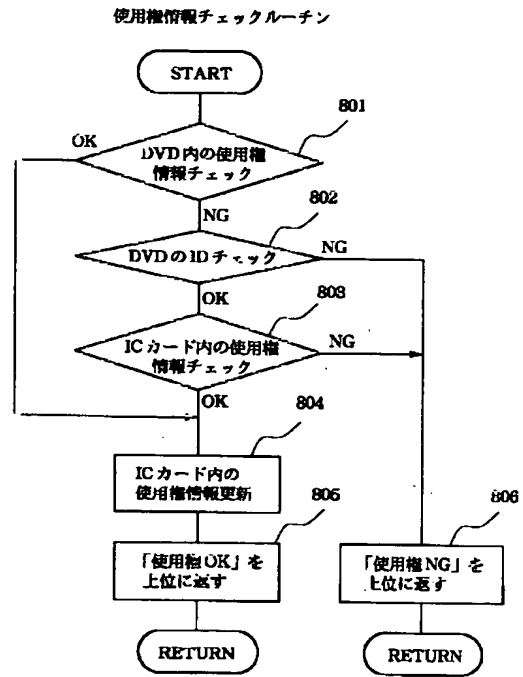 使用権情報チェックルーチン
START
801
OK
DVD内の使用権
情報チェック
NG
802
DVDのIDチェック
NG
OK
803
ICカード内の使用権
情報チェック
NG
OK
804
ICカード内の
使用権情報更新
805
「使用権OK」を
上位に返す
806
「使用権NG」を
上位に返す
RETURN
RETURN